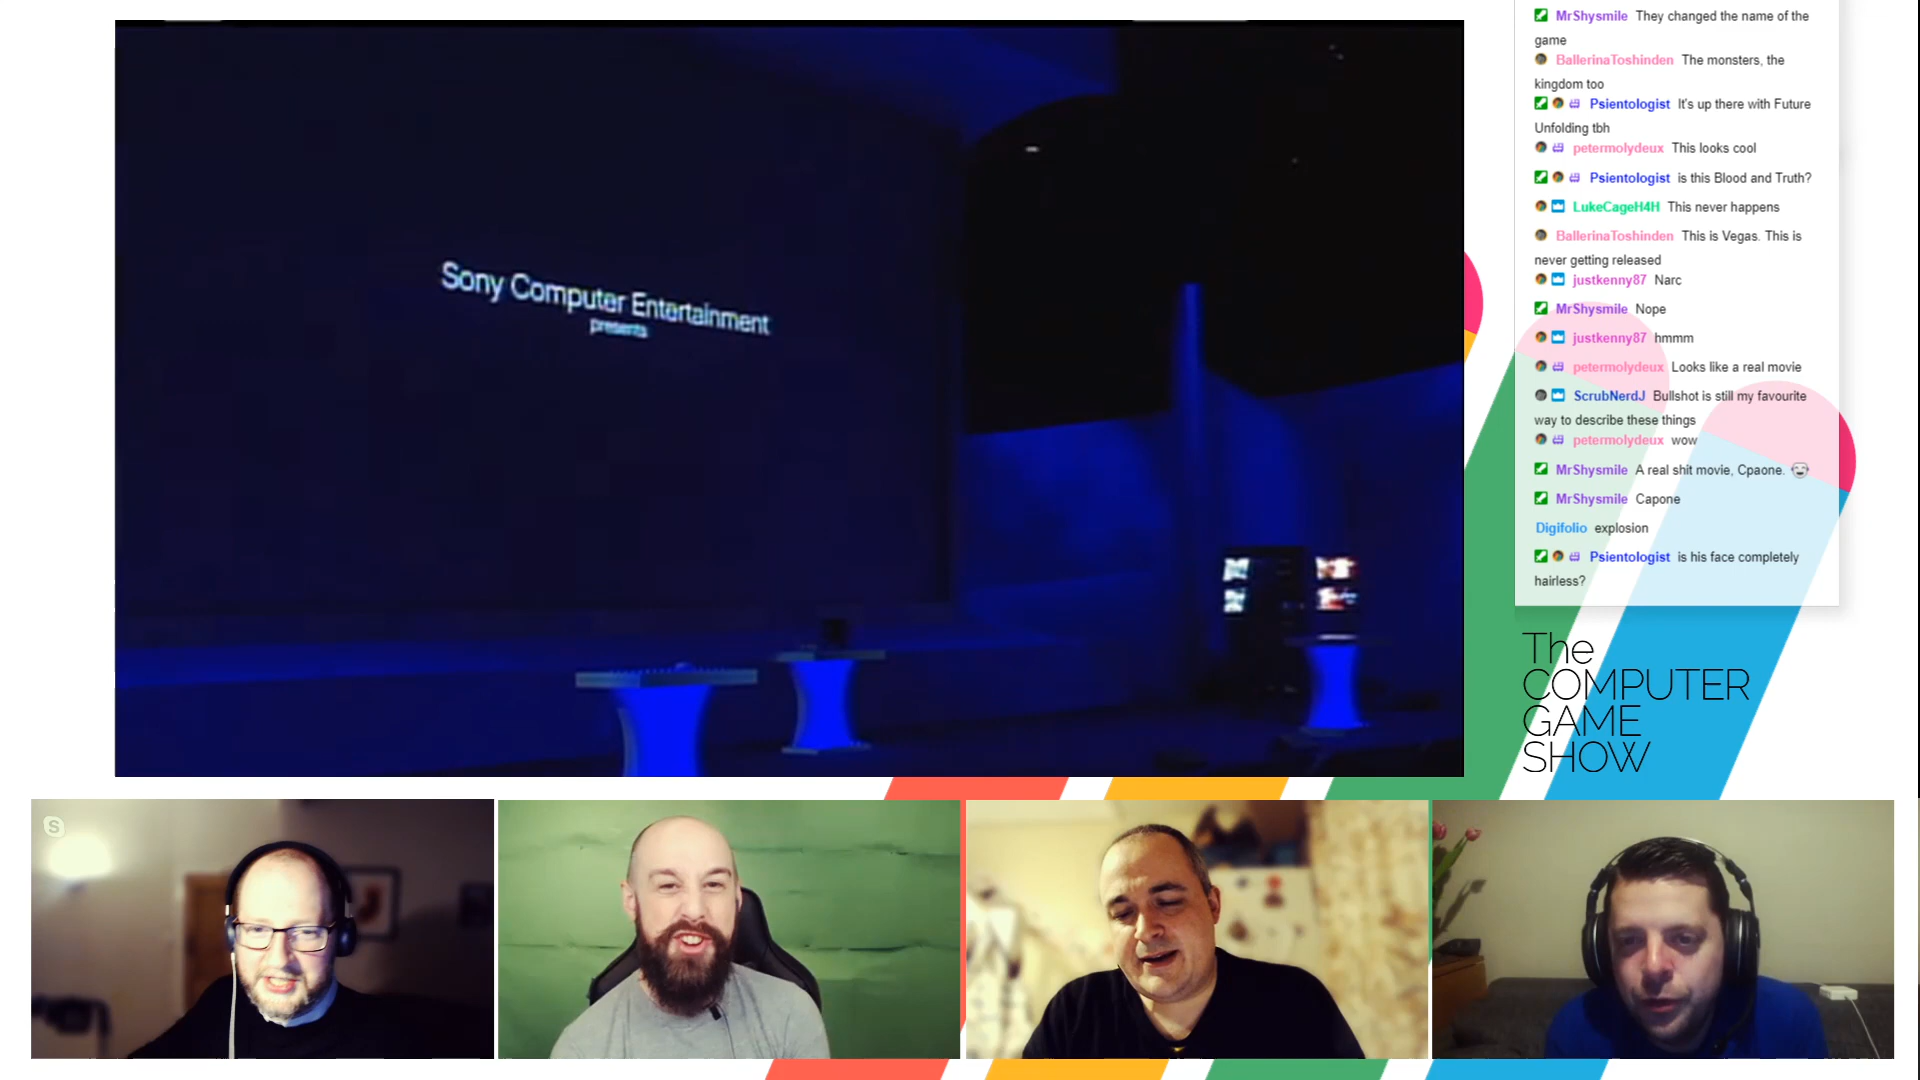 Sony Computer Entertainment
presents
MrShysmile They changed the name of the
game
BallerinaToshinden The monsters, the
kingdom too
Psientologist It's up there with Future
Unfolding tbh
petermolydeux This looks cool
Psientologist is this Blood and Truth?
LukeCageH4H This never happens
BallerinaToshinden This is Vegas. This is
never getting released
justkenny87 Narc
MrShysmile Nope
justkenny87 hmmm
petermolydeux Looks like a real movie
ScrubNerdJ Bullshot is still my favourite
way to describe these things
petermolydeux wow
MrShysmile A real shit movie, Cpaone.
MrShysmile Capone
Digifolio explosion
Psientologist is his face completely
hairless?
The
COMPUTER
GAME
SHOW
S